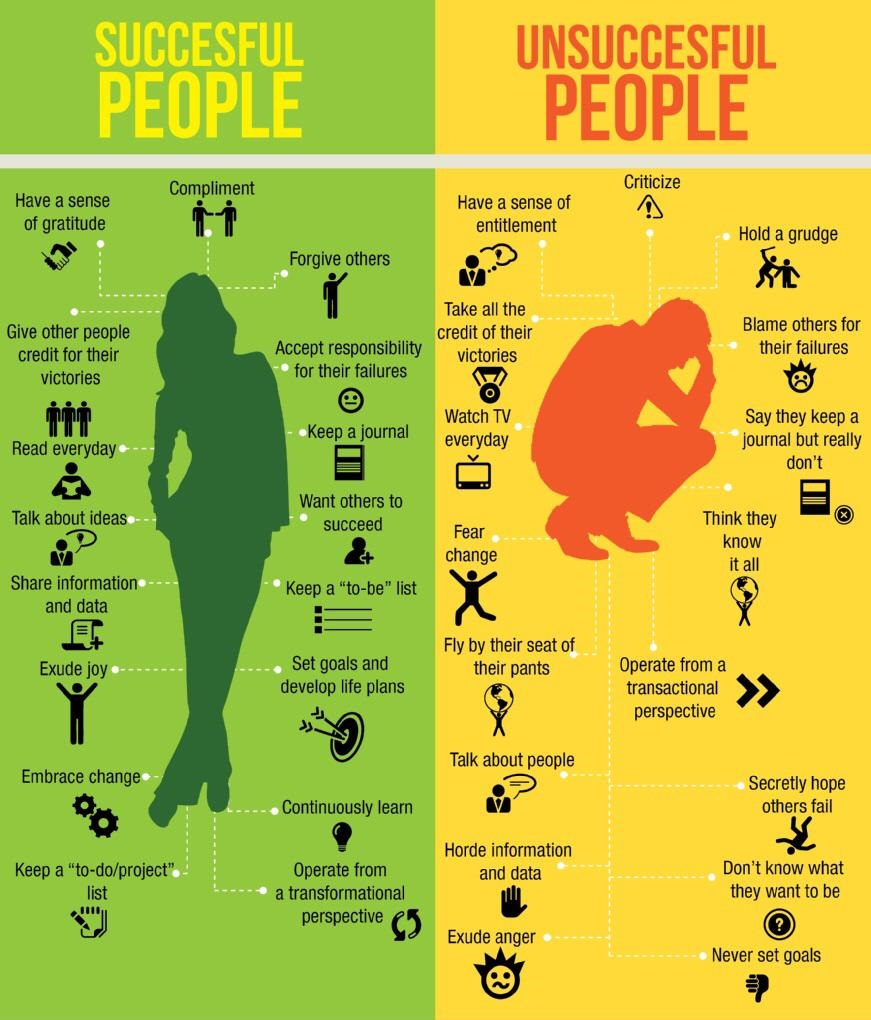 SUCCESFUL
PEOPLE
Compliment
Have a sense
of gratitude
Forgive others
Give other people
credit for their
victories
Accept responsibility
for their failures
Keep a journal
Read everyday
Want others to
succeed
Talk about ideas
Share information
and data
Keep a “to-be” list
Exude joy
Set goals and
develop life plans
Embrace change
Continuously learn
Keep a “to-do/project”
list
Operate from
a transformational
perspective
UNSUCCESFUL
PEOPLE
Criticize
Have a sense of
entitlement
Hold a grudge
Take all the
credit of their
victories
Blame others for
their failures
Watch TV
everyday
Say they keep a
journal but really
don’t
Fear
change
Think they
know
it all
Fly by their seat of
their pants
Operate from a
transactional
perspective
Talk about people
Secretly hope
others fail
Horde information
and data
Don’t know what
they want to be
Exude anger
Never set goals